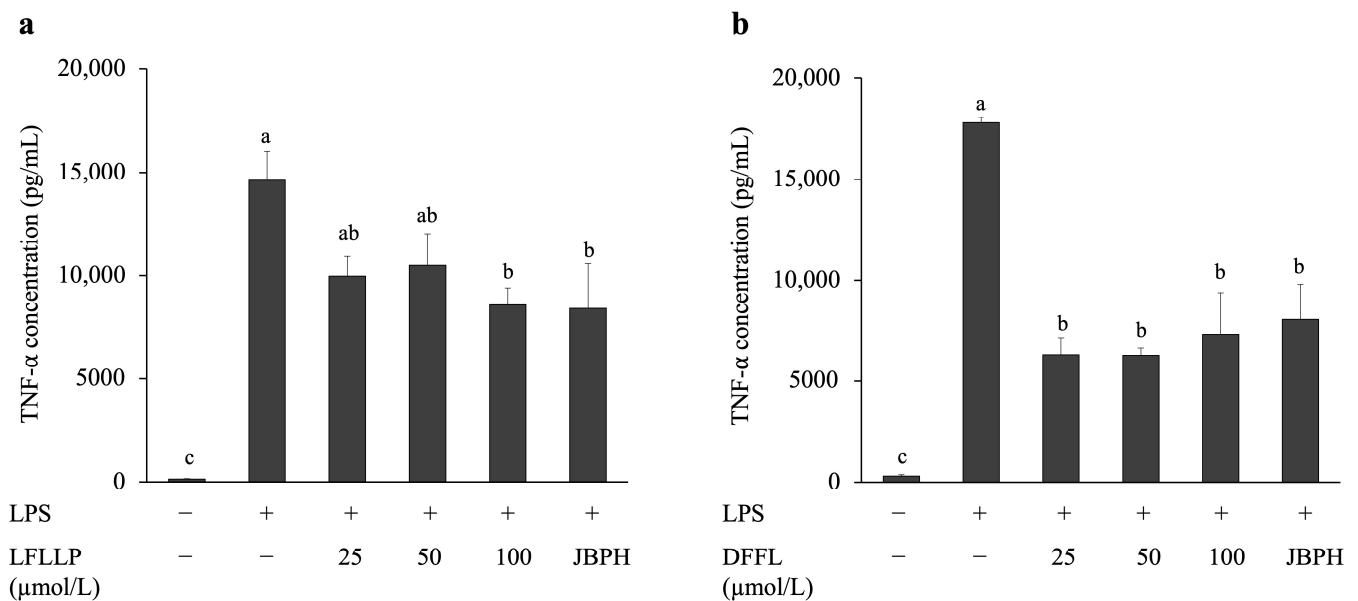 a
20,000
15,000
10,000
5000
0
TNF-α concentration (pg/mL)
c
a
ab
ab
b
b
LPS − + + + + +
LFLLP − − 25 50 100 JBPH
(μmol/L)
b
20,000
15,000
10,000
5000
0
TNF-α concentration (pg/mL)
c
a
b
b
b
b
LPS − + + + + +
DFFL − − 25 50 100 JBPH
(μmol/L)